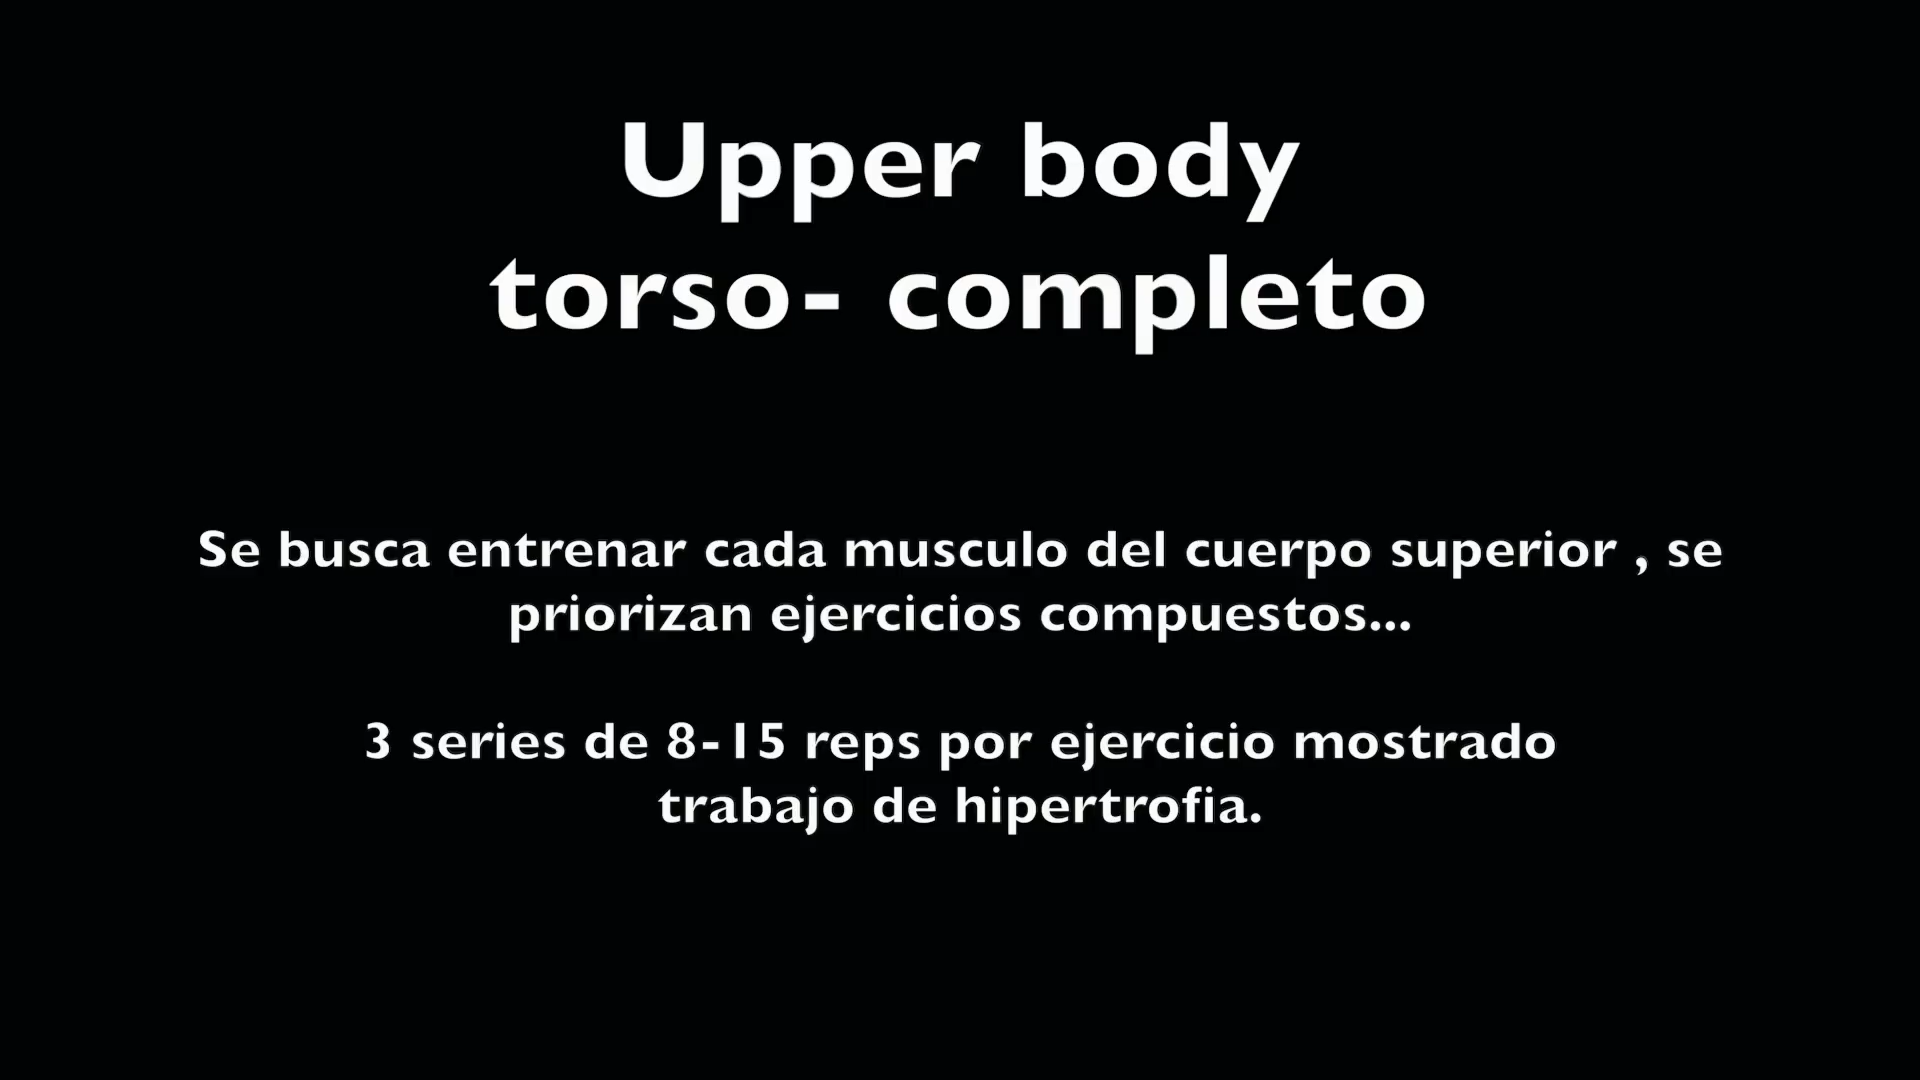 Upper body
torso- completo
Se busca entrenar cada musculo del cuerpo superior , se
priorizan ejercicios compuestos...
3 series de 8-15 reps por ejercicio mostrado
trabajo de hipertrofia.